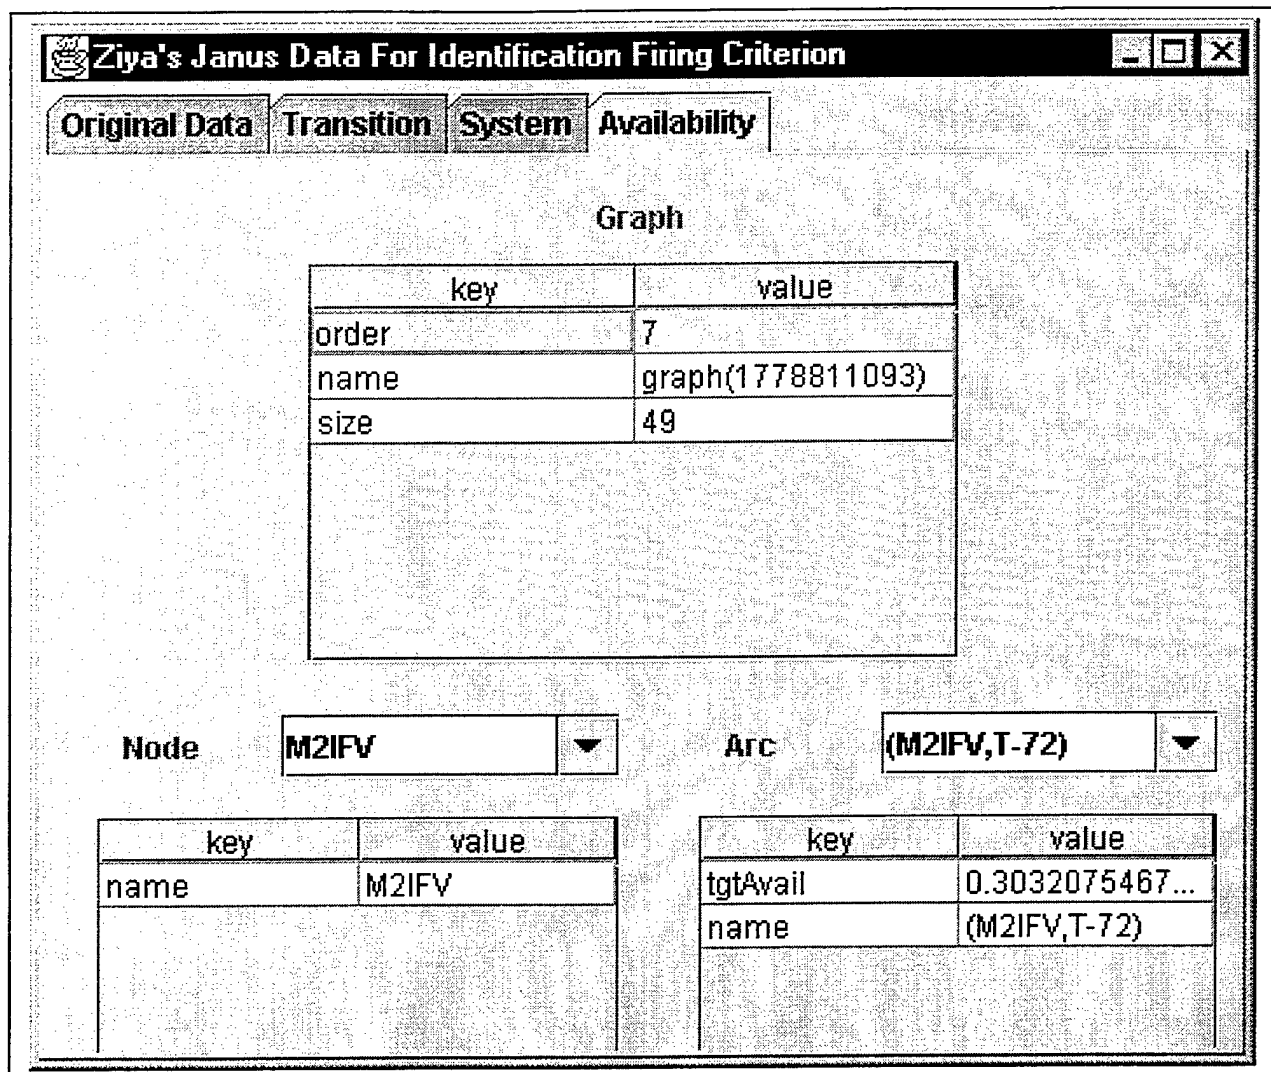 Ziya's Janus Data For Identification Firing Criterion
Original Data Transition System Availability
Graph
key value
order 7
name graph(1778811093)
size 49
Node M2IFV Arc (M2IFV,T-72)
key value key value
name M2IFV tgtAvail 0.3032075467...
name (M2IFV,T-72)